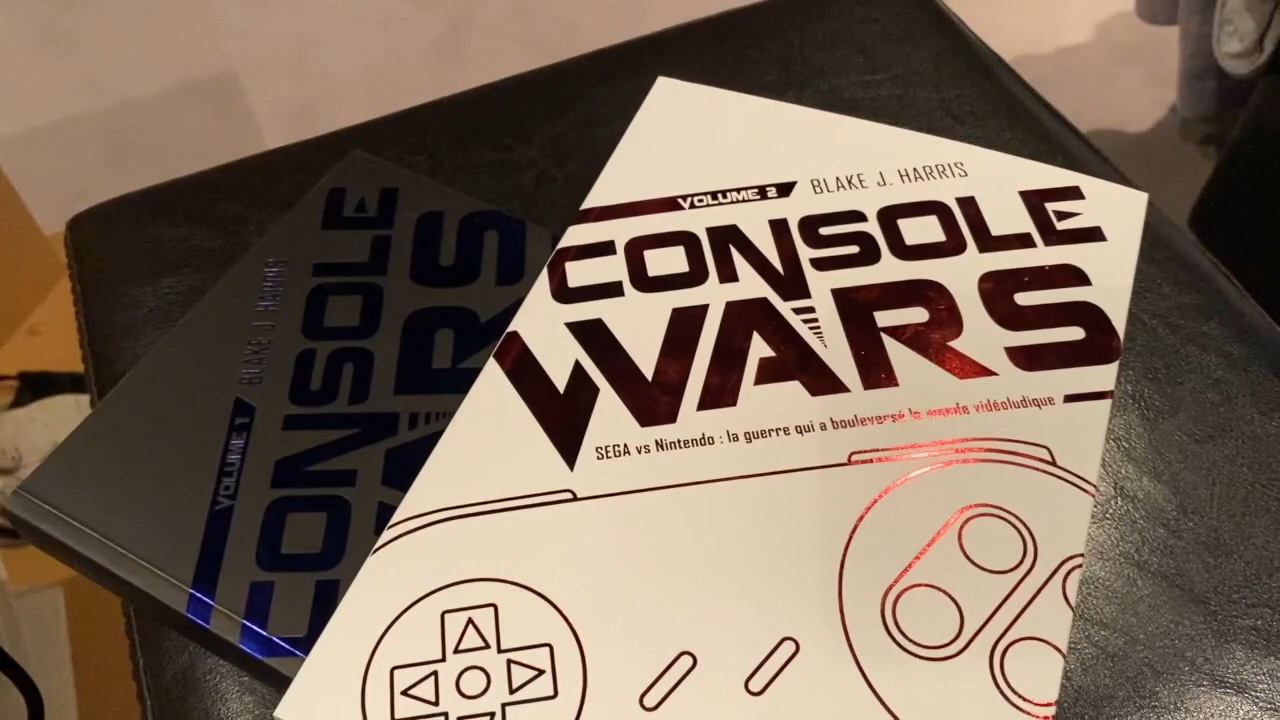 VOLUME 2 BLAKE J. HARRIS
CONSOLE
WARS
SEGA vs Nintendo : la guerre qui a bouleversé le monde vidéoludique
VOLUME 1 BLAKE J. HARRIS
CONSOLE
WARS